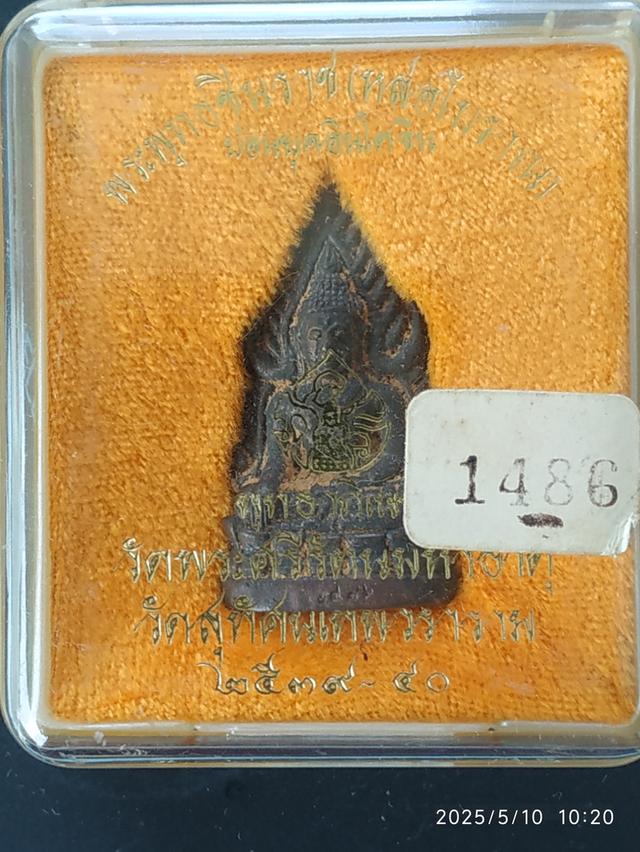 พระพุทธชินราช (หล่อโบราณ)
ย้อนยุคอินโดจีน
1486
วัดพระศรีรัตนมหาธาตุ
วัดสุทัศนเทพวราราม
๒๕๓๙-๔๐
2025/5/10 10:20